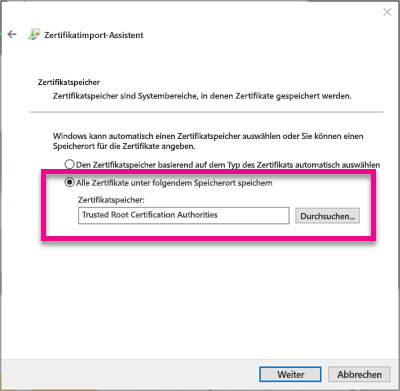 Zertifikatimport-Assistent
Zertifikatspeicher
Zertifikatspeicher sind Systembereiche, in denen Zertifikate gespeichert werden.
Windows kann automatisch einen Zertifikatspeicher auswählen oder Sie können einen
Speicherort für die Zertifikate angeben.
Den Zertifikatspeicher basierend auf dem Typ des Zertifikats automatisch auswählen
Alle Zertifikate unter folgendem Speicherort speichern
Zertifikatspeicher:
Trusted Root Certification Authorities
Durchsuchen...
Weiter
Abbrechen